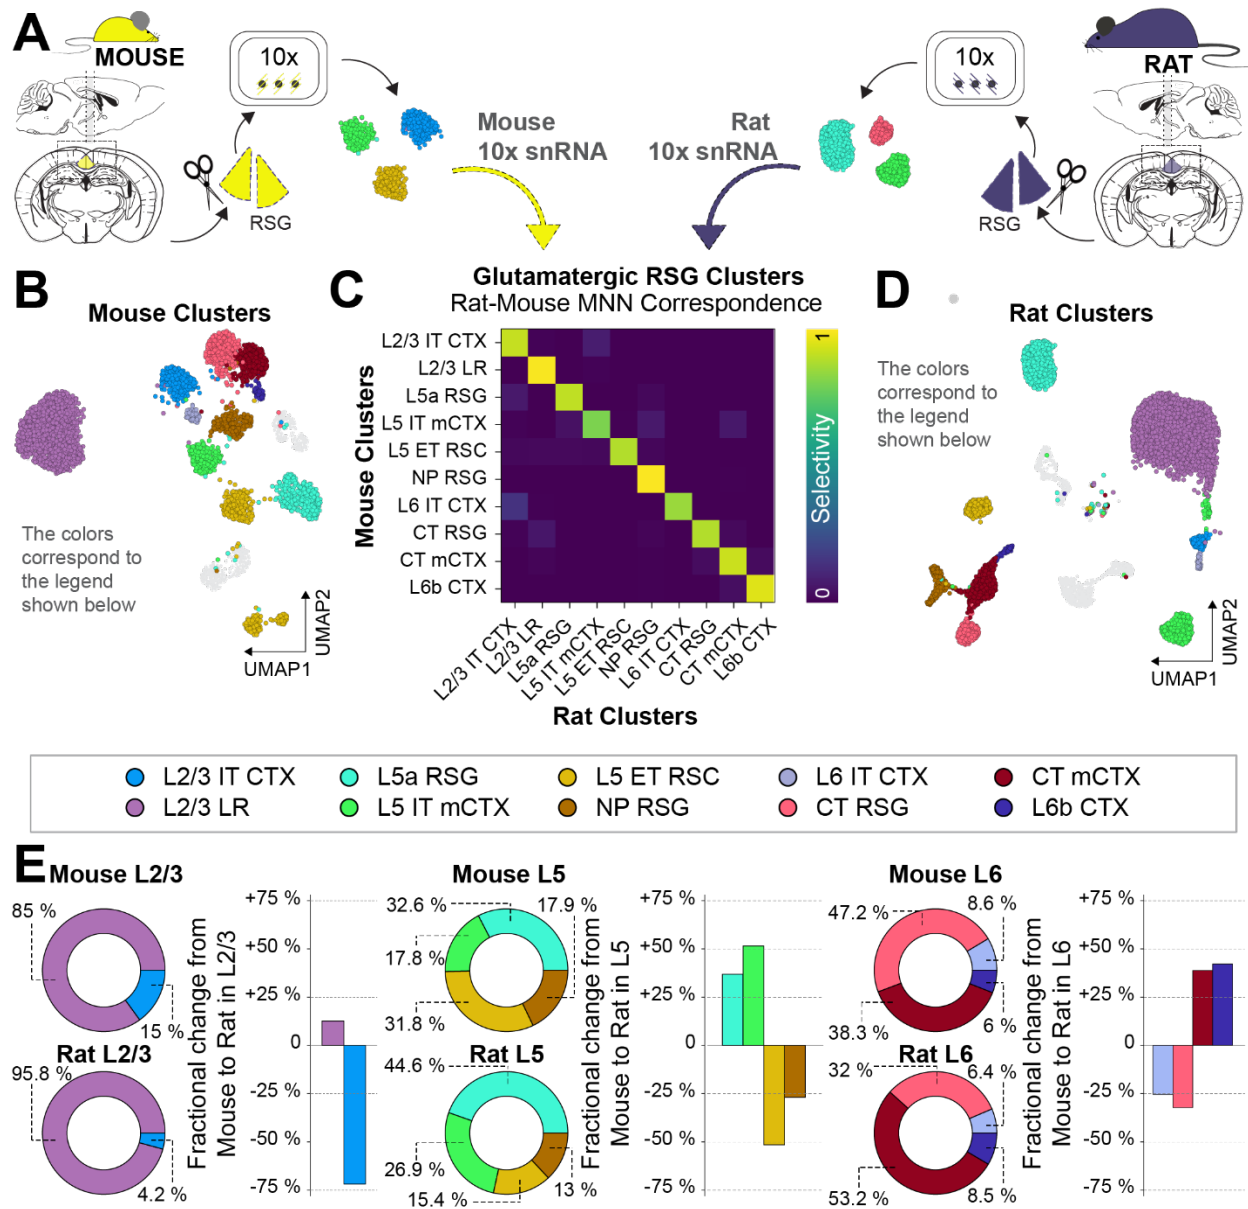 A
MOUSE
10x
RSG
Mouse
10x snRNA
Rat
10x snRNA
10x
RSG
RAT
B
Mouse Clusters
The colors
correspond to
the legend
shown below
UMAP1
UMAP2
C
Glutamatergic RSG Clusters
Rat-Mouse MNN Correspondence
Mouse Clusters
L2/3 IT CTX
L2/3 LR
L5a RSG
L5 IT mCTX
L5 ET RSC
NP RSG
L6 IT CTX
CT RSG
CT mCTX
L6b CTX
L2/3 IT CTX
L2/3 LR
L5a RSG
L5 IT mCTX
L5 ET RSC
NP RSG
L6 IT CTX
CT RSG
CT mCTX
L6b CTX
Rat Clusters
1
Selectivity
0
D
Rat Clusters
The colors
correspond to
the legend
shown below
UMAP1
UMAP2
L2/3 IT CTX
L5a RSG
L5 ET RSC
L6 IT CTX
CT mCTX
L2/3 LR
L5 IT mCTX
NP RSG
CT RSG
L6b CTX
E
Mouse L2/3
85 %
15 %
Rat L2/3
95.8 %
4.2 %
Fractional change from
Mouse to Rat in L2/3
+75 %
+50 %
+25 %
0
-25 %
-50 %
-75 %
Mouse L5
32.6 %
17.9 %
17.8 %
31.8 %
Rat L5
44.6 %
26.9 %
15.4 %
13 %
Fractional change from
Mouse to Rat in L5
+75 %
+50 %
+25 %
0
-25 %
-50 %
-75 %
Mouse L6
47.2 %
8.6 %
38.3 %
6 %
Rat L6
32 %
6.4 %
53.2 %
8.5 %
Fractional change from
Mouse to Rat in L6
+75 %
+50 %
+25 %
0
-25 %
-50 %
-75 %